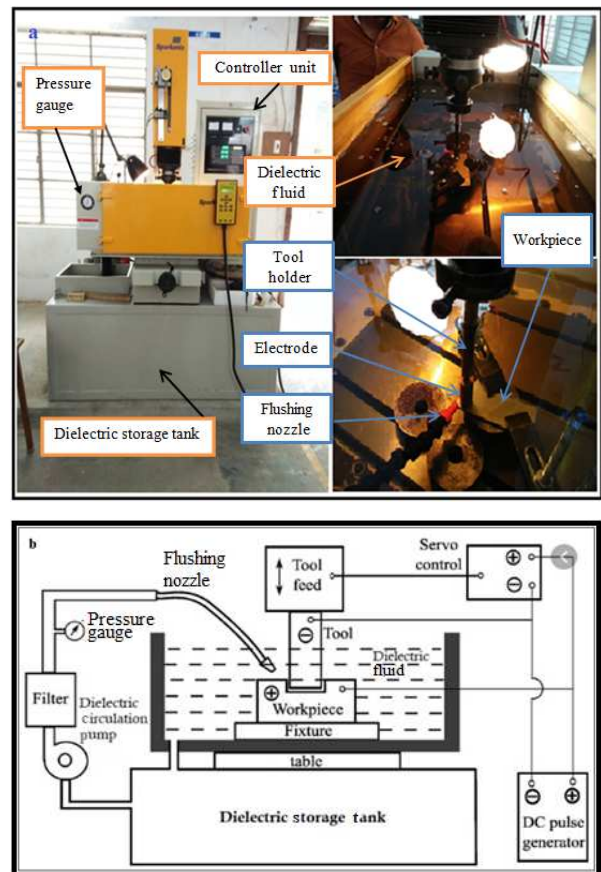 a
Sparkonix
Pressure
gauge
Controller unit
Dielectric
fluid
Workpiece
Tool
holder
Electrode
Flushing
nozzle
Dielectric storage tank
b
Flushing
nozzle
Tool
feed
Servo
control
+
−
Pressure
gauge
−
Tool
Dielectric
fluid
Filter
Dielectric
circulation
pump
+
Workpiece
Fixture
table
Dielectric storage tank
− +
DC pulse
generator